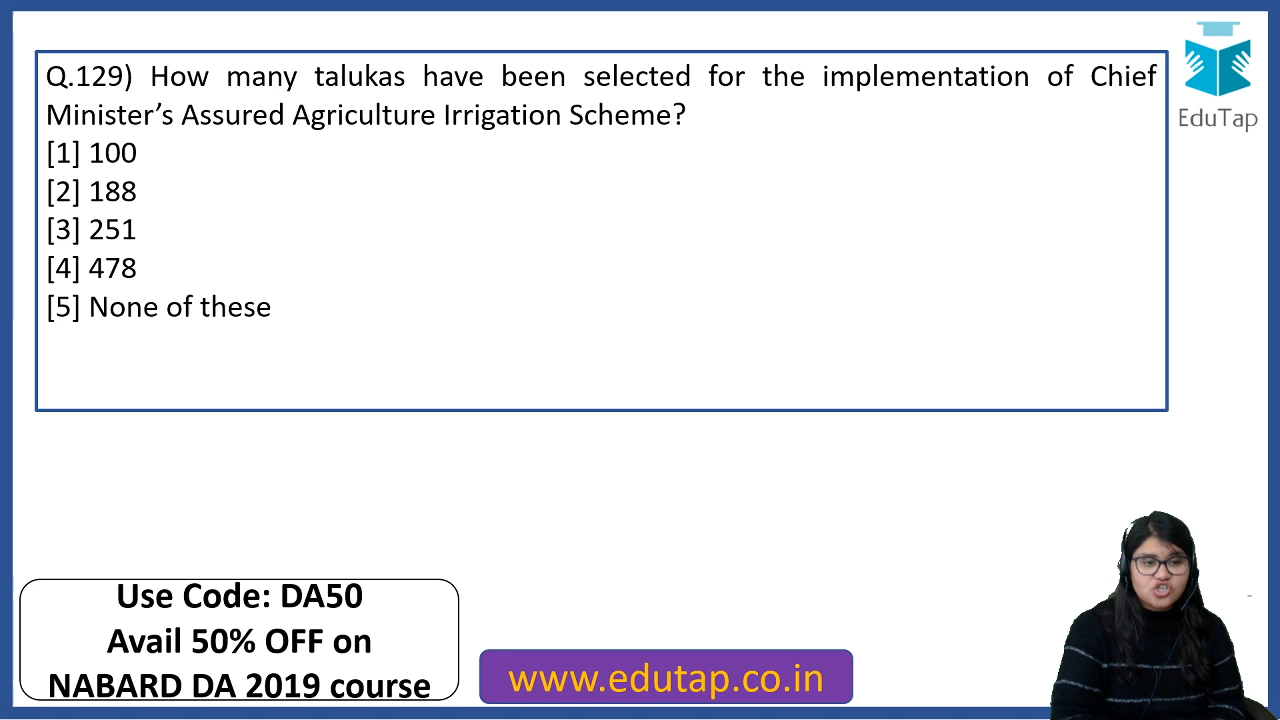 Q.129) How many talukas have been selected for the implementation of Chief
Minister’s Assured Agriculture Irrigation Scheme?
[1] 100
[2] 188
[3] 251
[4] 478
[5] None of these
EduTap
Use Code: DA50
Avail 50% OFF on
NABARD DA 2019 course
www.edutap.co.in